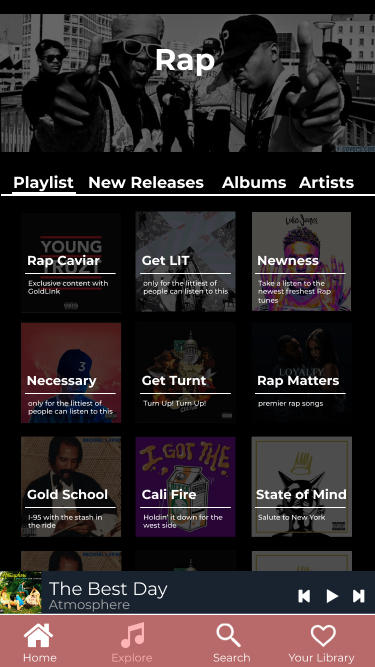 Rap
Playlist New Releases Albums Artists
YOUNG
Rap Caviar
Exclusive content with
GoldLink
Get LIT
only for the littiest of
people can listen to this
Newness
Take a listen to the
newest freshest Rap
tunes
3
Necessary
only for the littiest of
people can listen to this
Get Turnt
Turn Up! Turn Up!
LOYALTY
Rap Matters
premier rap songs
Gold School
I-95 with the stash in
the ride
I GOT THE
Cali Fire
Holdin' it down for the
west side
State of Mind
Salute to New York
The Best Day
Atmosphere
Home Explore Search Your Library